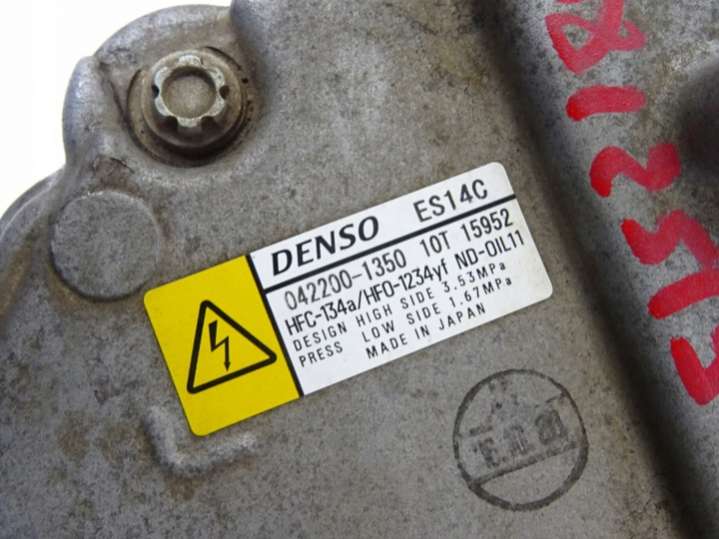 DENSO ES14C
042200-1350 10T 15952
HFC-134a/HFO-1234yf ND-OIL11
DESIGN HIGH SIDE 3.53MPa
PRESS LOW SIDE 1.67MPa
MADE IN JAPAN